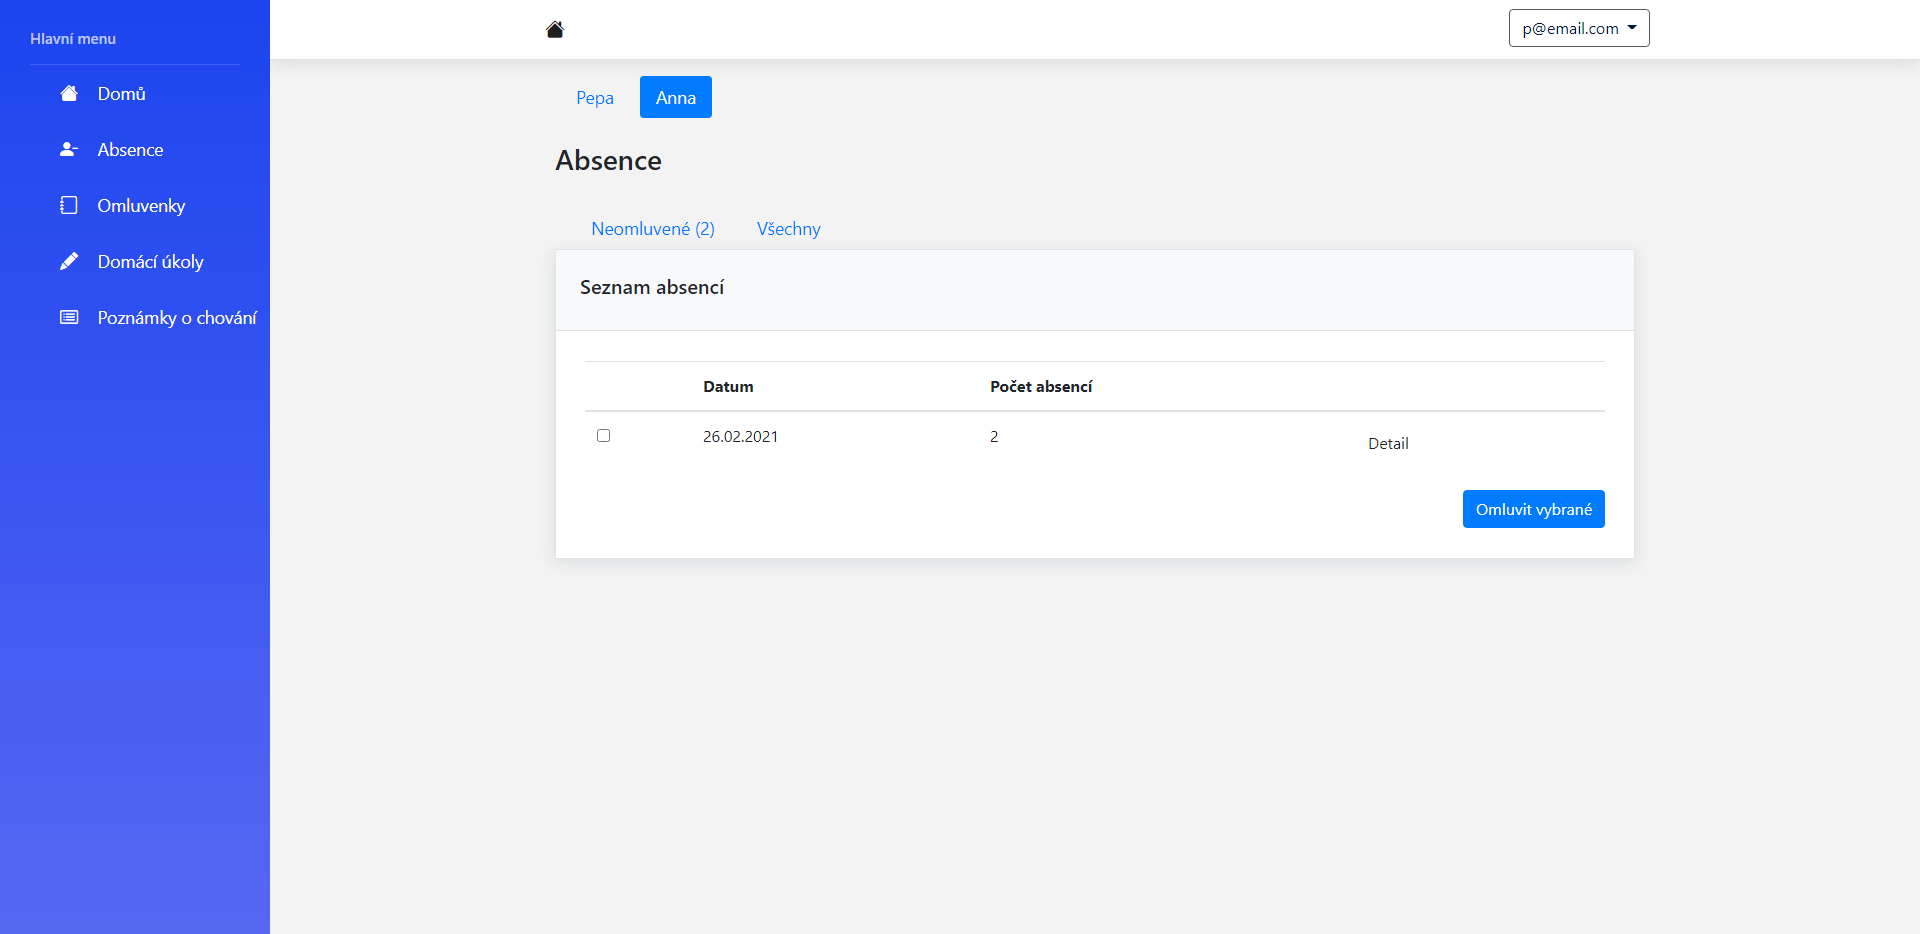 Hlavní menu
Domů
Absence
Omluvenky
Domácí úkoly
Poznámky o chování
p@email.com
Pepa Anna
Absence
Neomluvené (2) Všechny
Seznam absencí
Datum Počet absencí
26.02.2021 2 Detail
Omluvit vybrané